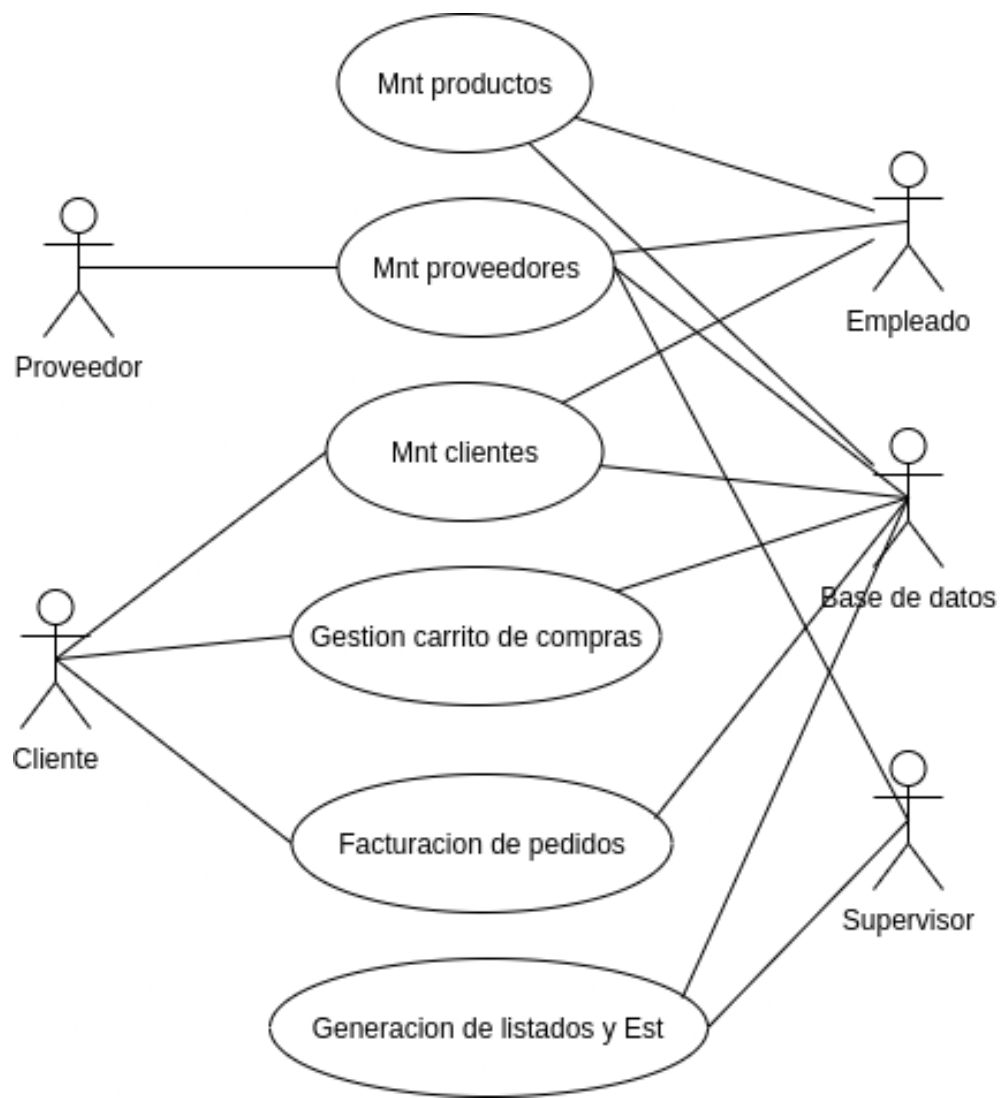 Mnt productos
Mnt proveedores
Empleado
Proveedor
Mnt clientes
Base de datos
Gestion carrito de compras
Cliente
Facturacion de pedidos
Supervisor
Generacion de listados y Est